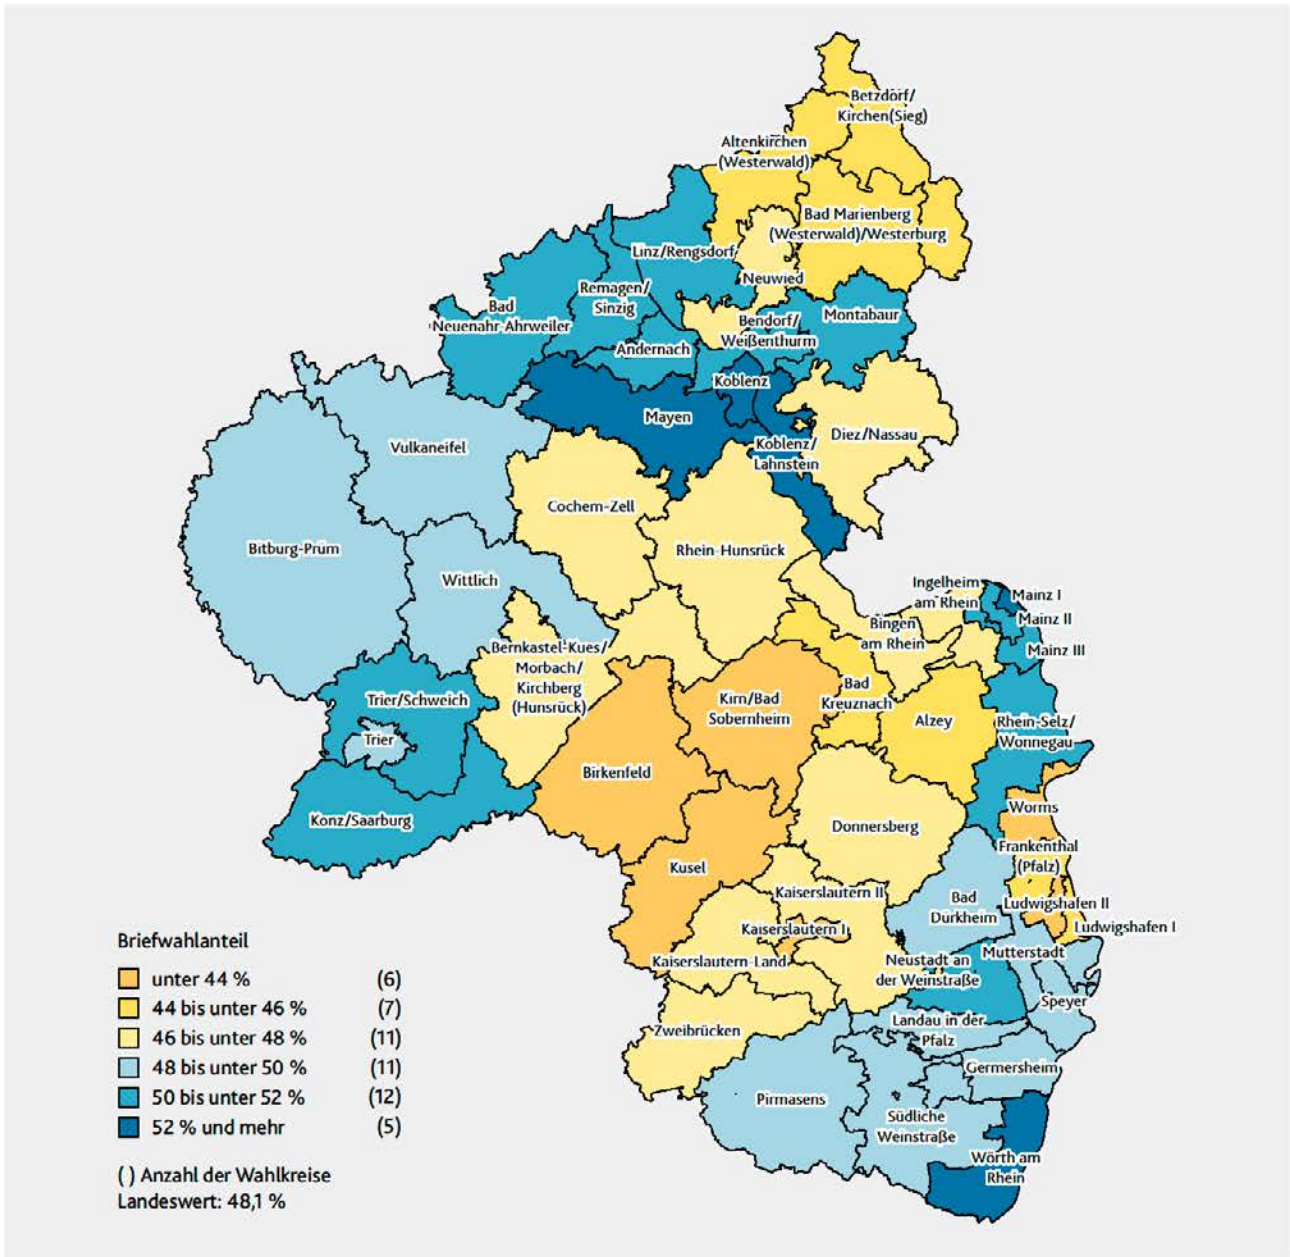 Betzdorf/
Kirchen(Sieg)
Altenkirchen
(Westerwald)
Bad Marienberg
(Westerwald)/Westerburg
Linz/Rengsdorf
Neuwied
Remagen/
Sinzig
Bad
Neuenahr-Ahrweiler
Bendorf/
Weißenthurm
Montabaur
Andernach
Koblenz
Mayen
Koblenz/
Lahnstein
Diez/Nassau
Vulkaneifel
Cochem-Zell
Bitburg-Prüm
Rhein-Hunsrück
Wittlich
Ingelheim
am Rhein
Mainz I
Mainz II
Mainz III
Bingen
am Rhein
Bernkastel-Kues/
Morbach/
Kirchberg
(Hunsrück)
Trier/Schweich
Trier
Kirn/Bad
Sobernheim
Bad
Kreuznach
Alzey
Rhein-Selz/
Wonnegau
Birkenfeld
Konz/Saarburg
Donnersberg
Worms
Frankenthal
(Pfalz)
Kusel
Kaiserslautern II
Bad
Dürkheim
Ludwigshafen II
Ludwigshafen I
Kaiserslautern I
Kaiserslautern-Land
Neustadt an
der Weinstraße
Mutterstadt
Speyer
Zweibrücken
Landau in der
Pfalz
Germersheim
Pirmasens
Südliche
Weinstraße
Wörth am
Rhein
Briefwahlanteil
unter 44 % (6)
44 bis unter 46 % (7)
46 bis unter 48 % (11)
48 bis unter 50 % (11)
50 bis unter 52 % (12)
52 % und mehr (5)
( ) Anzahl der Wahlkreise
Landeswert: 48,1 %